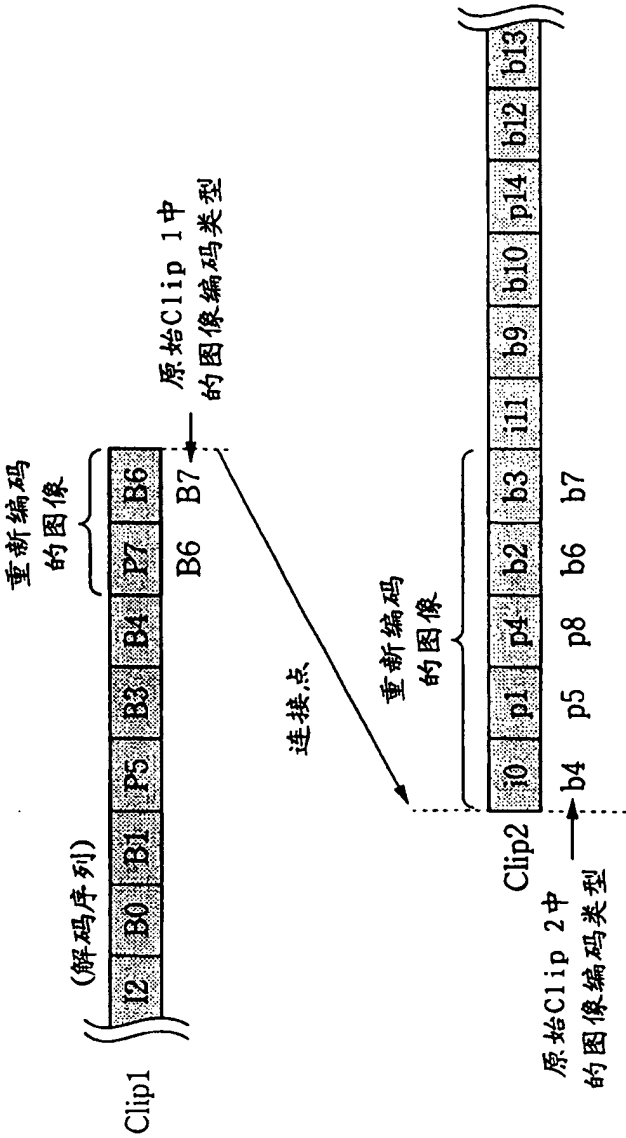 (解码序列)
重新编码
的图像
Clip1
I2 B0 B1 P5 B3 B4 P7 B6
B6 B7
原始Clip 1中
的图像编码类型
连接点
重新编码
的图像
Clip2
i0 p1 p4 b2 b3 i11 b9 b10 p14 b12 b13
b4 p5 p8 b6 b7
原始Clip 2中
的图像编码类型